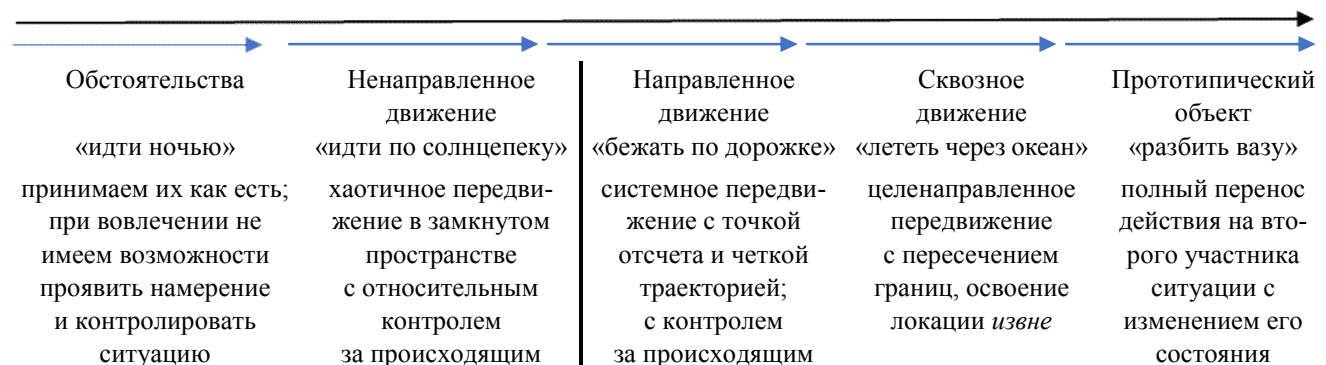 Обстоятельства
«идти ночью»
принимаем их как есть;
при вовлечении не
имеем возможности
проявить намерение
и контролировать
ситуацию
Ненаправленное
движение
«идти по солнцепеку»
хаотичное передви-
жение в замкнутом
пространстве
с относительным
контролем
за происходящим
Направленное
движение
«бежать по дорожке»
системное передви-
жение с точкой
отсчета и четкой
траекторией;
с контролем
за происходящим
Сквозное
движение
«лететь через океан»
целенаправленное
передвижение
с пересечением
границ, освоение
локации извне
Прототипический
объект
«разбить вазу»
полный перенос
действия на вто-
рого участника
ситуации с
изменением его
состояния